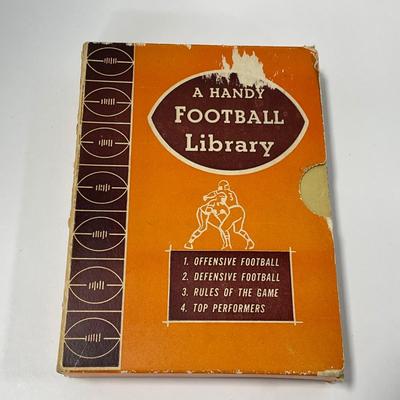 A HANDY
FOOTBALL
Library
1. OFFENSIVE FOOTBALL
2. DEFENSIVE FOOTBALL
3. RULES OF THE GAME
4. TOP PERFORMERS